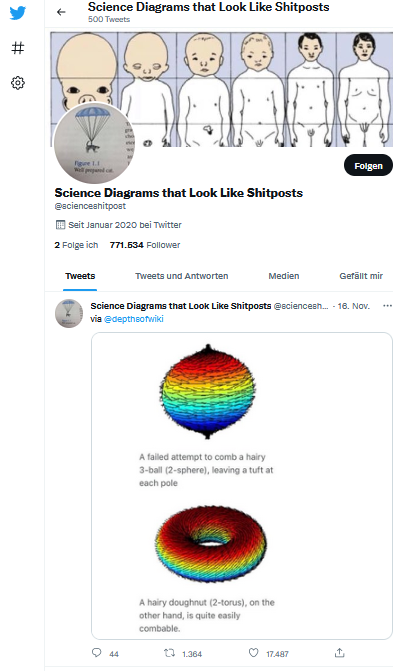 Science Diagrams that Look Like Shitposts
500 Tweets
Figure 1.1
Well prepared cat.
Folgen
Science Diagrams that Look Like Shitposts
@scienceshitpost
Seit Januar 2020 bei Twitter
2 Folge ich 771.534 Follower
Tweets Tweets und Antworten Medien Gefällt mir
Science Diagrams that Look Like Shitposts @sciencesh... · 16. Nov.
via @depthsofwiki
A failed attempt to comb a hairy
3-ball (2-sphere), leaving a tuft at
each pole
A hairy doughnut (2-torus), on the
other hand, is quite easily
combable.
44 1.364 17.487